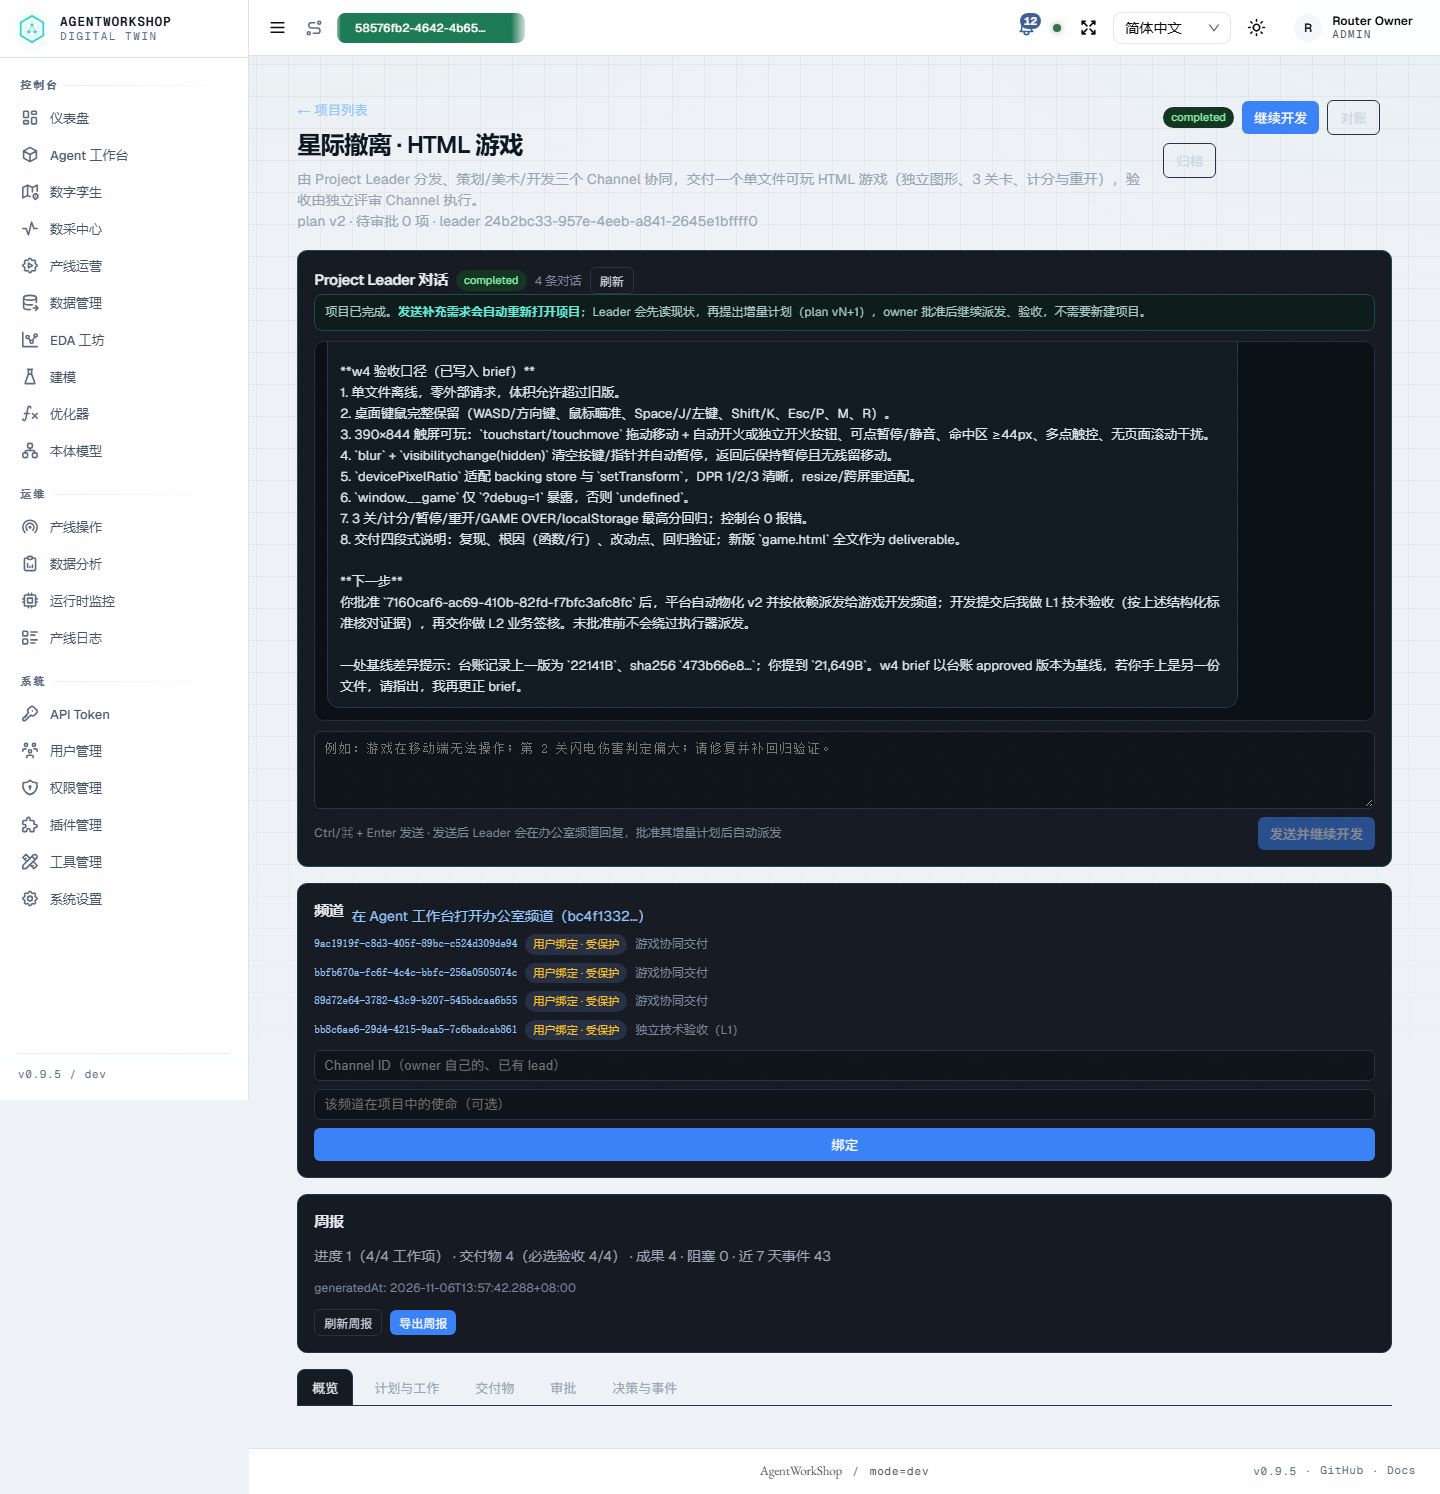 AGENTWORKSHOP
DIGITAL TWIN
58576fb2-4642-4b65...
12
简体中文
R
Router Owner
ADMIN
控制台
仪表盘
Agent 工作台
数字孪生
数采中心
产线运营
数据管理
EDA 工坊
建模
优化器
本体模型
运维
产线操作
数据分析
运行时监控
产线日志
系统
API Token
用户管理
权限管理
插件管理
工具管理
系统设置
v0.9.5 / dev
← 项目列表
星际撤离 · HTML 游戏
由 Project Leader 分发、策划/美术/开发三个 Channel 协同，交付一个单文件可玩 HTML 游戏（独立图形、3 关卡、计分与重开），验
收由独立评审 Channel 执行。
plan v2 · 待审批 0 项 · leader 24b2bc33-957e-4eeb-a841-2645e1bffff0
completed
继续开发
对账
归档
Project Leader 对话
completed
4 条对话
刷新
项目已完成。发送补充需求会自动重新打开项目；Leader 会先读现状，再提出增量计划（plan vN+1），owner 批准后继续派发、验收，不需要新建项目。
**w4 验收口径（已写入 brief）**
1. 单文件离线，零外部请求，体积允许超过旧版。
2. 桌面键鼠完整保留（WASD/方向键、鼠标瞄准、Space/J/左键、Shift/K、Esc/P、M、R）。
3. 390×844 触屏可玩：`touchstart/touchmove` 拖动移动 + 自动开火或独立开火按钮、可点暂停/静音、命中区 ≥44px、多点触控、无页面滚动干扰。
4. `blur` + `visibilitychange(hidden)` 清空按键/指针并自动暂停，返回后保持暂停且无残留移动。
5. `devicePixelRatio` 适配 backing store 与 `setTransform`，DPR 1/2/3 清晰，resize/跨屏重适配。
6. `window.__game` 仅 `?debug=1` 暴露，否则 `undefined`。
7. 3 关/计分/暂停/重开/GAME OVER/localStorage 最高分回归；控制台 0 报错。
8. 交付四段式说明：复现、根因（函数/行）、改动点、回归验证；新版 `game.html` 全文作为 deliverable。
**下一步**
你批准 `7160caf6-ac69-410b-82fd-f7bfc3afc8fc` 后，平台自动物化 v2 并按依赖派发给游戏开发频道；开发提交后我做 L1 技术验收（按上述结构化标
准核对证据），再交你做 L2 业务签核。未批准前不会绕过执行器派发。
一处基线差异提示：台账记录上一版为 `22141B`、sha256 `473b66e8…`；你提到 `21,649B`。w4 brief 以台账 approved 版本为基线，若你手上是另一份
文件，请指出，我再更正 brief。
例如：游戏在移动端无法操作；第 2 关闪电伤害判定偏大；请修复并补回归验证。
Ctrl/⌘ + Enter 发送 · 发送后 Leader 会在办公室频道回复，批准其增量计划后自动派发
发送并继续开发
频道
在 Agent 工作台打开办公室频道（bc4f1332…）
9ac1919f-c8d3-405f-89bc-c524d309de94 用户绑定 · 受保护 游戏协同交付
bbfb670a-fc6f-4c4c-bbfc-256a0505074c 用户绑定 · 受保护 游戏协同交付
89d72e64-3782-43c9-b207-545bdcaa6b55 用户绑定 · 受保护 游戏协同交付
bb8c6ae6-29d4-4215-9aa5-7c6badcab861 用户绑定 · 受保护 独立技术验收（L1）
Channel ID（owner 自己的、已有 lead）
该频道在项目中的使命（可选）
绑定
周报
进度 1（4/4 工作项） · 交付物 4（必选验收 4/4） · 成果 4 · 阻塞 0 · 近 7 天事件 43
generatedAt: 2026-11-06T13:57:42.288+08:00
刷新周报
导出周报
概览
计划与工作
交付物
审批
决策与事件
AgentWorkShop / mode=dev
v0.9.5 · GitHub · Docs